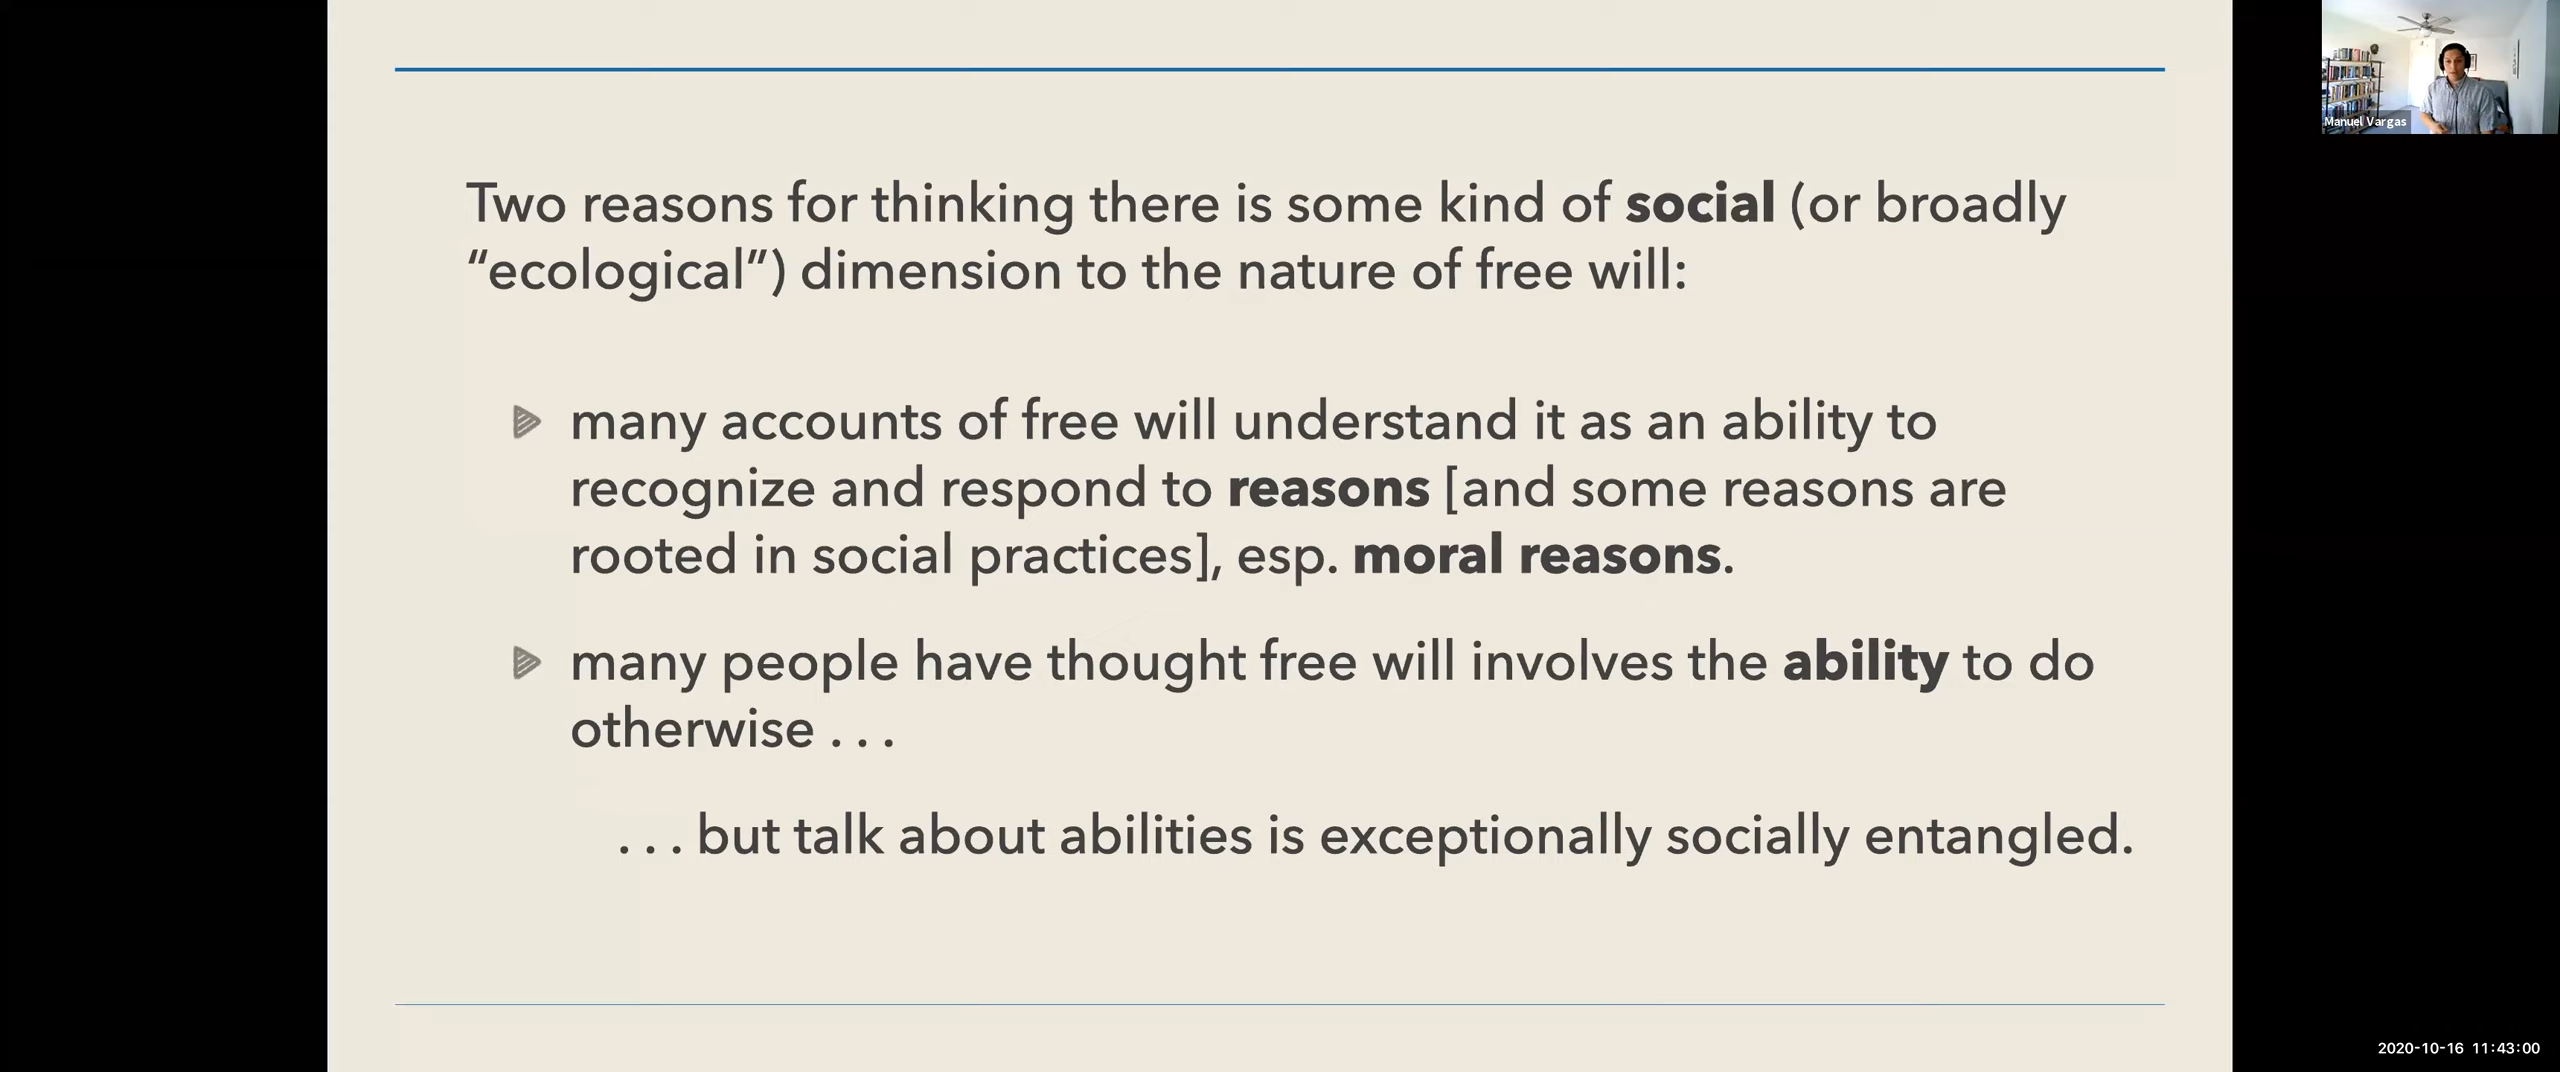 Two reasons for thinking there is some kind of social (or broadly
“ecological”) dimension to the nature of free will:
many accounts of free will understand it as an ability to
recognize and respond to reasons [and some reasons are
rooted in social practices], esp. moral reasons.
many people have thought free will involves the ability to do
otherwise . . .
. . . but talk about abilities is exceptionally socially entangled.
Manuel Vargas
2020-10-16 11:43:00